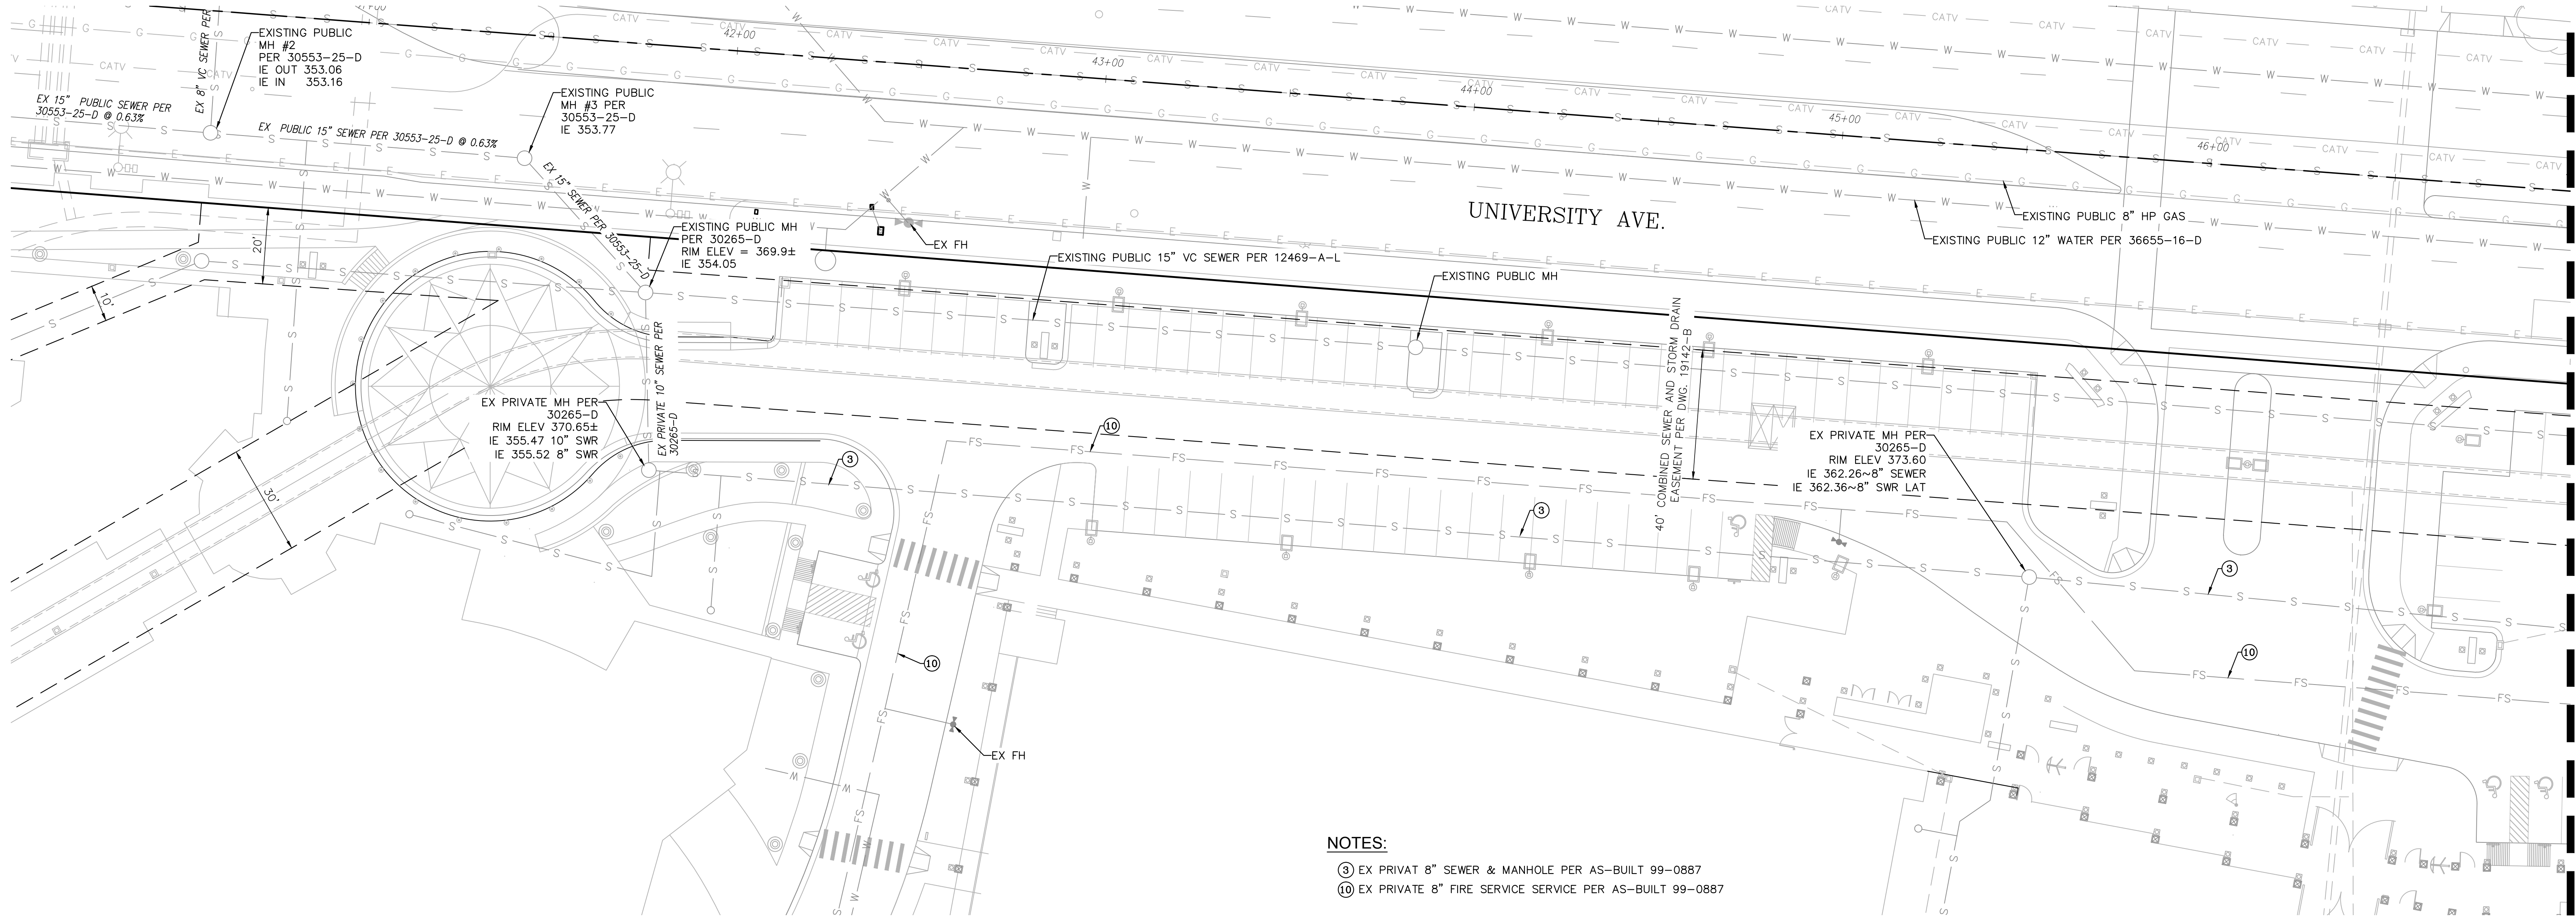 EXISTING PUBLIC
MH #2
PER 30553-25-D
IE OUT 353.06
IE IN 353.16
EX 8" VC SEWER PER
EX 15" PUBLIC SEWER PER
30553-25-D @ 0.63%
EX PUBLIC 15" SEWER PER 30553-25-D @ 0.63%
EXISTING PUBLIC
MH #3 PER
30553-25-D
IE 353.77
EX 15" SEWER PER 30553-25-D
EXISTING PUBLIC MH
PER 30265-D
RIM ELEV = 369.9±
IE 354.05
42+00
43+00
44+00
45+00
46+00
UNIVERSITY AVE.
EX FH
EXISTING PUBLIC 15" VC SEWER PER 12469-A-L
EXISTING PUBLIC MH
EXISTING PUBLIC 8" HP GAS
EXISTING PUBLIC 12" WATER PER 36655-16-D
20'
10'
30'
EX PRIVATE 10" SEWER PER
30265-D
EX PRIVATE MH PER
30265-D
RIM ELEV 370.65±
IE 355.47 10" SWR
IE 355.52 8" SWR
40' COMBINED SEWER AND STORM DRAIN
EASEMENT PER DWG. 19142-B
EX PRIVATE MH PER
30265-D
RIM ELEV 373.60
IE 362.26~8" SEWER
IE 362.36~8" SWR LAT
3
10
3
3
10
10
EX FH
NOTES:
3 EX PRIVAT 8" SEWER & MANHOLE PER AS-BUILT 99-0887
10 EX PRIVATE 8" FIRE SERVICE SERVICE PER AS-BUILT 99-0887